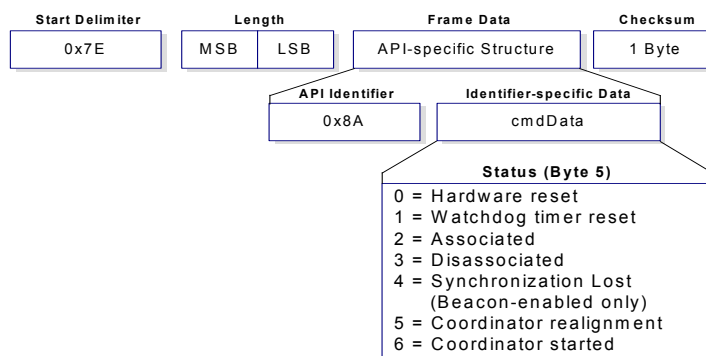 Start Delimiter Length Frame Data Checksum
0x7E MSB LSB API-specific Structure 1 Byte
API Identifier Identifier-specific Data
0x8A cmdData
Status (Byte 5)
0 = Hardware reset
1 = Watchdog timer reset
2 = Associated
3 = Disassociated
4 = Synchronization Lost
(Beacon-enabled only)
5 = Coordinator realignment
6 = Coordinator started